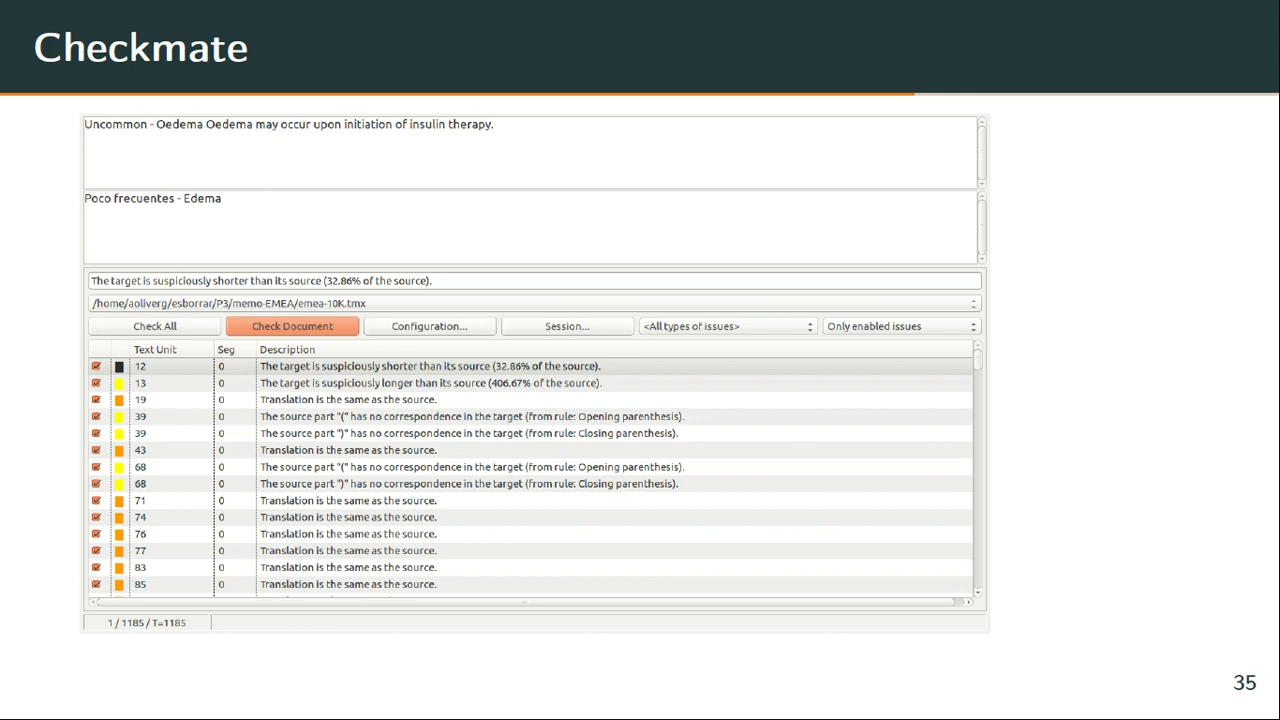 Checkmate
Uncommon - Oedema Oedema may occur upon initiation of insulin therapy.
Poco frecuentes - Edema
The target is suspiciously shorter than its source (32.86% of the source).
/home/aoliverg/esborrar/P3/memo-EMEA/emea-10K.tmx
Check All Check Document Configuration... Session... <All types of issues> Only enabled issues
Text Unit Seg Description
12 0 The target is suspiciously shorter than its source (32.86% of the source).
13 0 The target is suspiciously longer than its source (406.67% of the source).
19 0 Translation is the same as the source.
39 0 The source part "(" has no correspondence in the target (from rule: Opening parenthesis).
39 0 The source part ")" has no correspondence in the target (from rule: Closing parenthesis).
43 0 Translation is the same as the source.
68 0 The source part "(" has no correspondence in the target (from rule: Opening parenthesis).
68 0 The source part ")" has no correspondence in the target (from rule: Closing parenthesis).
71 0 Translation is the same as the source.
74 0 Translation is the same as the source.
76 0 Translation is the same as the source.
77 0 Translation is the same as the source.
83 0 Translation is the same as the source.
85 0 Translation is the same as the source.
1 / 1185 / T=1185
35